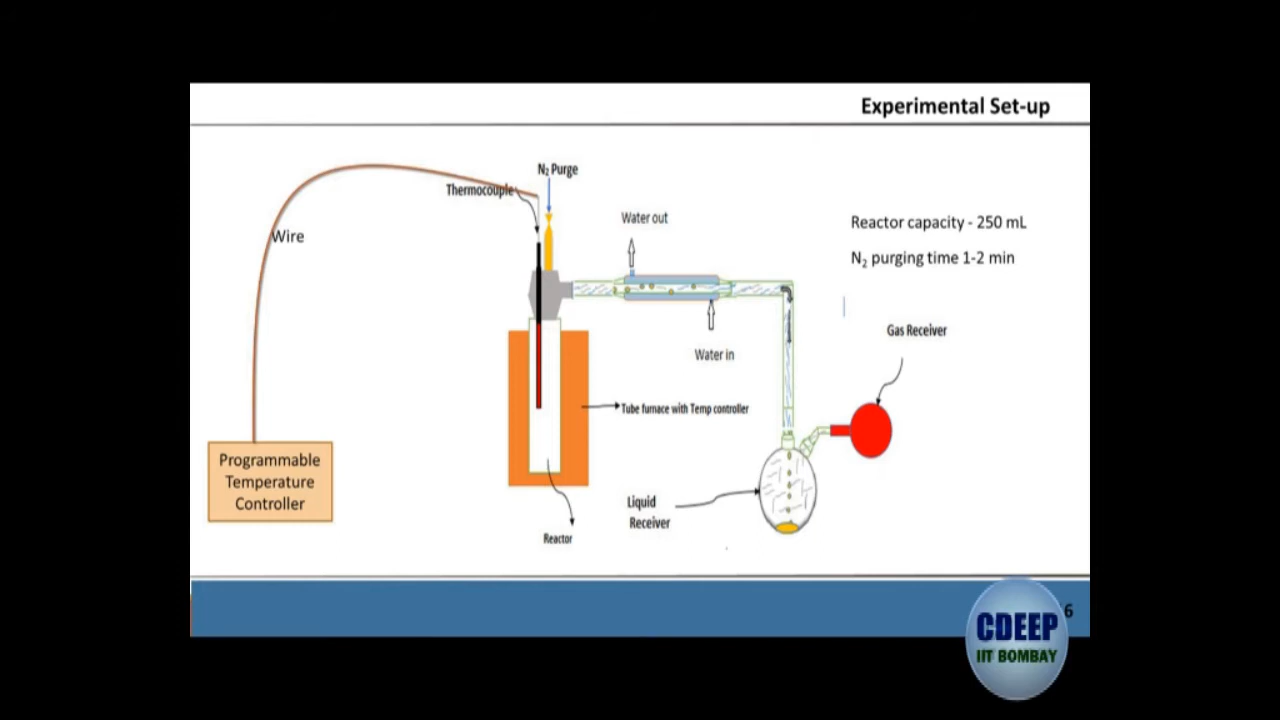 Experimental Set-up
N₂ Purge
Thermocouple
Water out
Reactor capacity - 250 mL
Wire
N₂ purging time 1-2 min
Gas Receiver
Water in
Tube furnace with Temp controller
Programmable
Temperature
Controller
Liquid
Receiver
Reactor
6
CDEEP
IIT BOMBAY